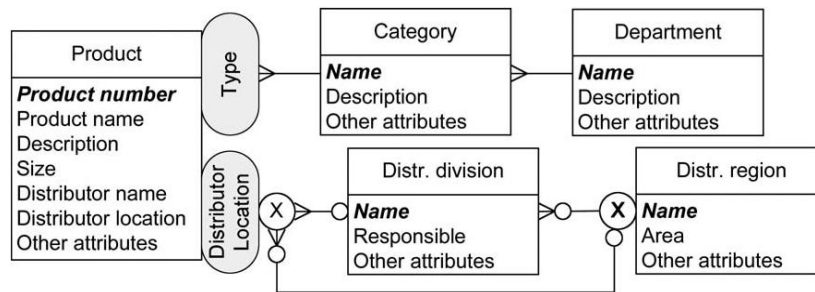 Product
Product number
Product name
Description
Size
Distributor name
Distributor location
Other attributes
Type
Distributor
Location
Category
Name
Description
Other attributes
Department
Name
Description
Other attributes
X
Distr. division
Name
Responsible
Other attributes
X
Distr. region
Name
Area
Other attributes